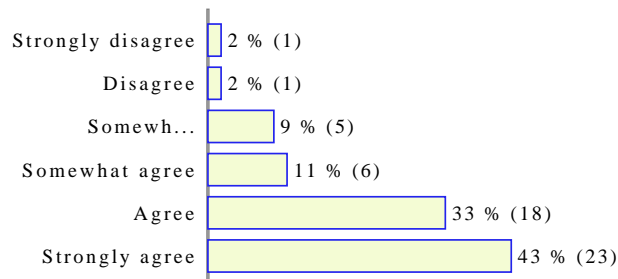 Strongly disagree 2 % (1)
Disagree 2 % (1)
Somewh... 9 % (5)
Somewhat agree 11 % (6)
Agree 33 % (18)
Strongly agree 43 % (23)